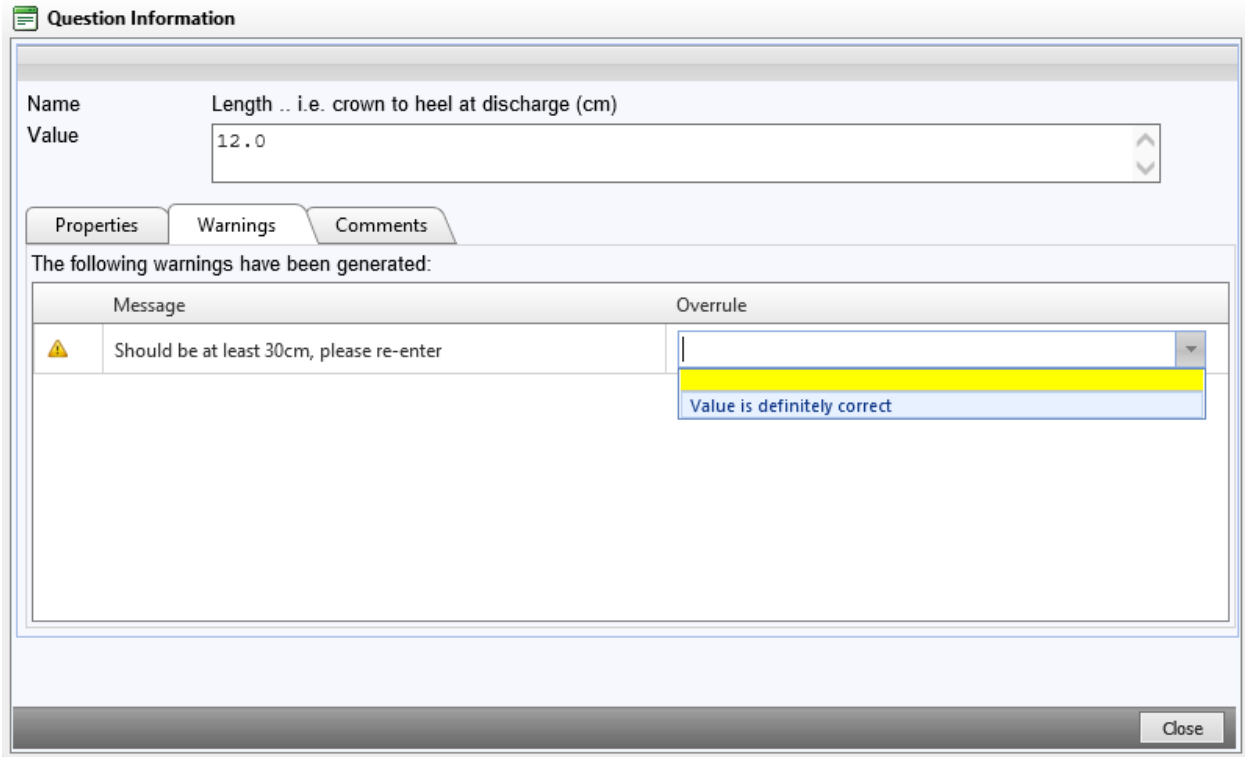 Question Information
Name Length .. i.e. crown to heel at discharge (cm)
Value 12.0
Properties Warnings Comments
The following warnings have been generated:
Message Overrule
Should be at least 30cm, please re-enter
Value is definitely correct
Close